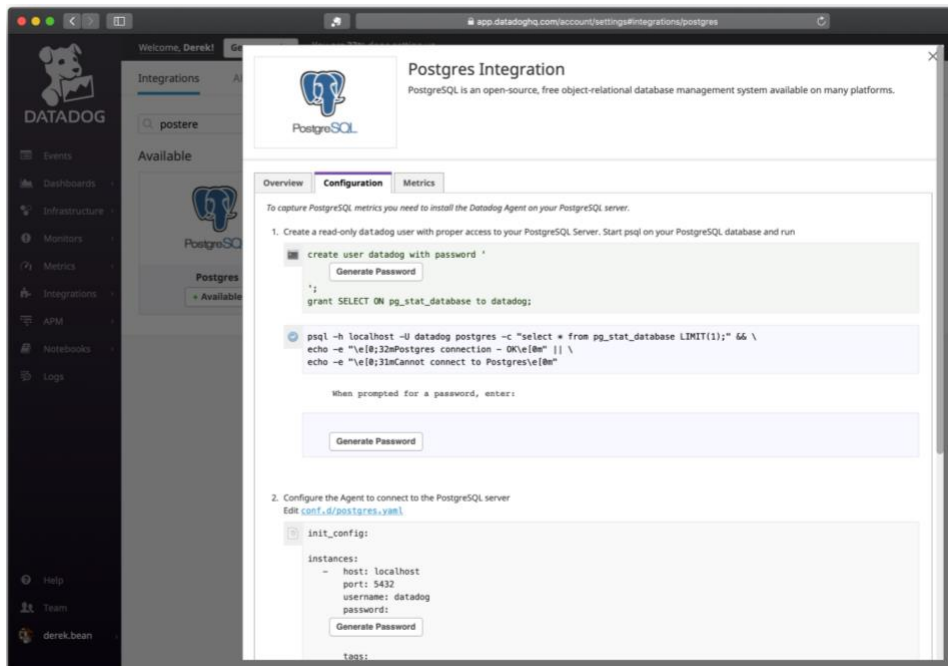 app.datadoghq.com/account/settings#integrations/postgres
DATADOG
Events
Dashboards
Infrastructure
Monitors
Metrics
Integrations
APM
Notebooks
Logs
Help
Team
derek.bean
Welcome, Derek!
Ge
Integrations
postere
Available
PostgreSQ
Postgres
+ Available
PostgreSQL
Postgres Integration
PostgreSQL is an open-source, free object-relational database management system available on many platforms.
Overview Configuration Metrics
To capture PostgreSQL metrics you need to install the Datadog Agent on your PostgreSQL server.
1. Create a read-only datadog user with proper access to your PostgreSQL Server. Start psql on your PostgreSQL database and run
create user datadog with password '
Generate Password
';
grant SELECT ON pg_stat_database to datadog;
psql -h localhost -U datadog postgres -c "select * from pg_stat_database LIMIT(1);" && \
echo -e "\e[0;32mPostgres connection - OK\e[0m" || \
echo -e "\e[0;31mCannot connect to Postgres\e[0m"
When prompted for a password, enter:
Generate Password
2. Configure the Agent to connect to the PostgreSQL server
Edit conf.d/postgres.yaml
init_config:
instances:
- host: localhost
port: 5432
username: datadog
password:
Generate Password
tags: